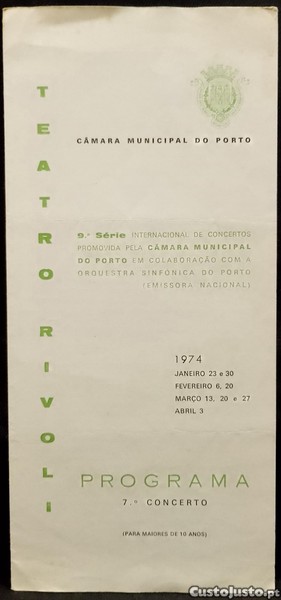 TEATRO RIVOLI
CÂMARA MUNICIPAL DO PORTO
9.ª Série INTERNACIONAL DE CONCERTOS
PROMOVIDA PELA CÂMARA MUNICIPAL
DO PORTO EM COLABORAÇÃO COM A
ORQUESTRA SINFÓNICA DO PORTO
(EMISSORA NACIONAL)
1974
JANEIRO 23 e 30
FEVEREIRO 6, 20
MARÇO 13, 20 e 27
ABRIL 3
PROGRAMA
7.º CONCERTO
(PARA MAIORES DE 10 ANOS)
CustoJusto.pt